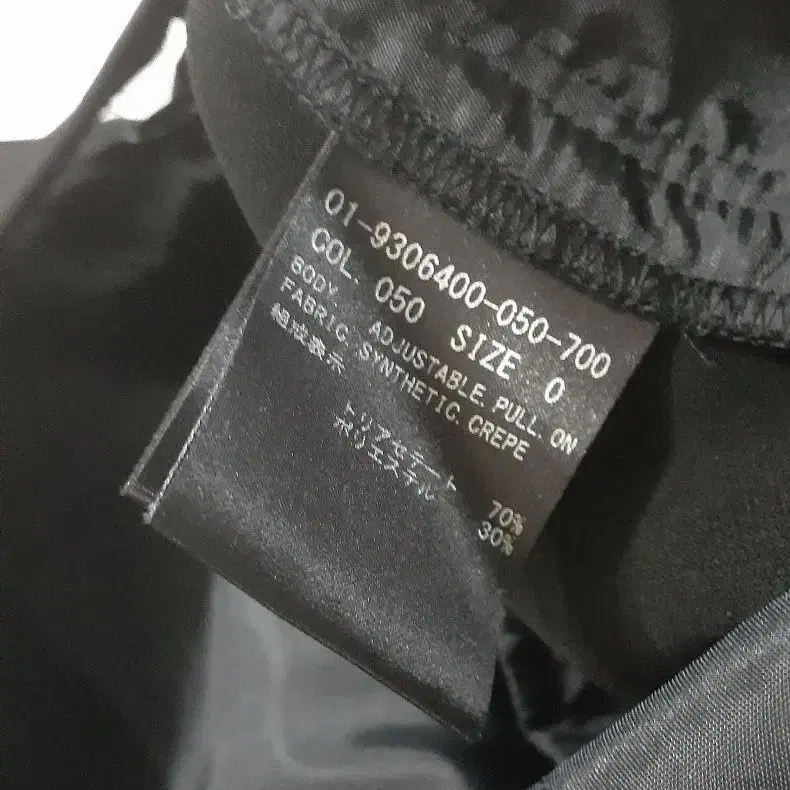 01-9306400-050-700
COL. 050 SIZE 0
BODY. ADJUSTABLE.PULL.ON
FABRIC.SYNTHETIC.CREPE
組成表示
トリアセテート 70%
ポリエステル 30%